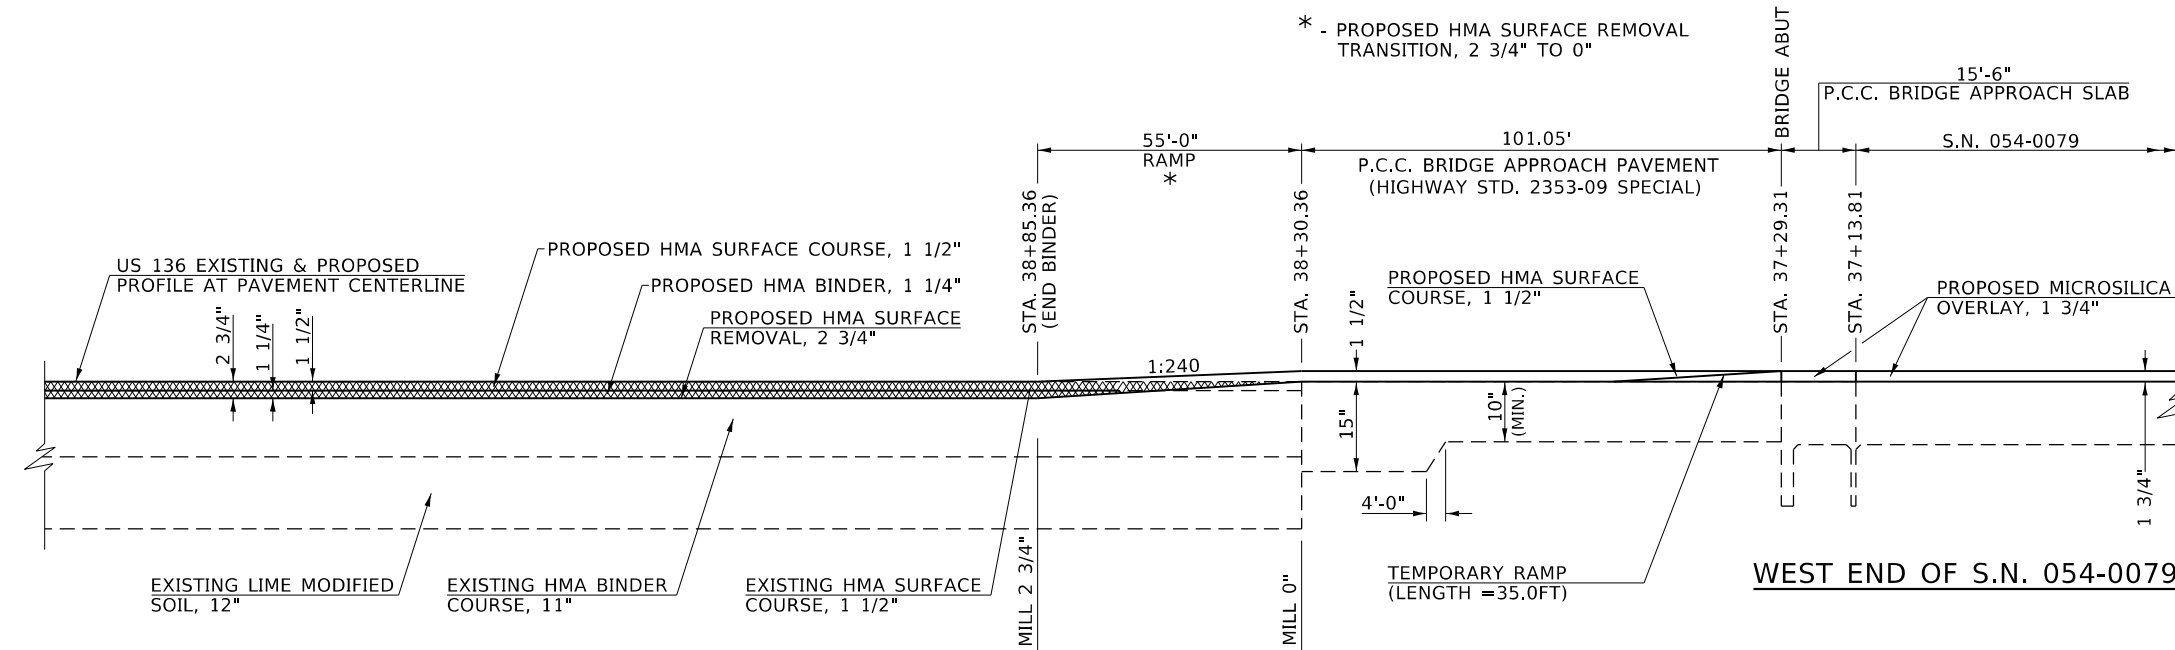 * - PROPOSED HMA SURFACE REMOVAL
TRANSITION, 2 3/4" TO 0"
BRIDGE ABUT
15'-6"
P.C.C. BRIDGE APPROACH SLAB
55'-0"
RAMP
*
101.05'
P.C.C. BRIDGE APPROACH PAVEMENT
(HIGHWAY STD. 2353-09 SPECIAL)
S.N. 054-0079
STA. 38+85.36
(END BINDER)
STA. 38+30.36
STA. 37+29.31
STA. 37+13.81
US 136 EXISTING & PROPOSED
PROFILE AT PAVEMENT CENTERLINE
PROPOSED HMA SURFACE COURSE, 1 1/2"
PROPOSED HMA BINDER, 1 1/4"
PROPOSED HMA SURFACE
REMOVAL, 2 3/4"
2 3/4"
1 1/4"
1 1/2"
1 1/2"
PROPOSED HMA SURFACE
COURSE, 1 1/2"
PROPOSED MICROSILICA
OVERLAY, 1 3/4"
1:240
15"
10"
(MIN.)
4'-0"
1 3/4"
EXISTING LIME MODIFIED
SOIL, 12"
EXISTING HMA BINDER
COURSE, 11"
EXISTING HMA SURFACE
COURSE, 1 1/2"
MILL 2 3/4"
MILL 0"
TEMPORARY RAMP
(LENGTH =35.0FT)
WEST END OF S.N. 054-0079